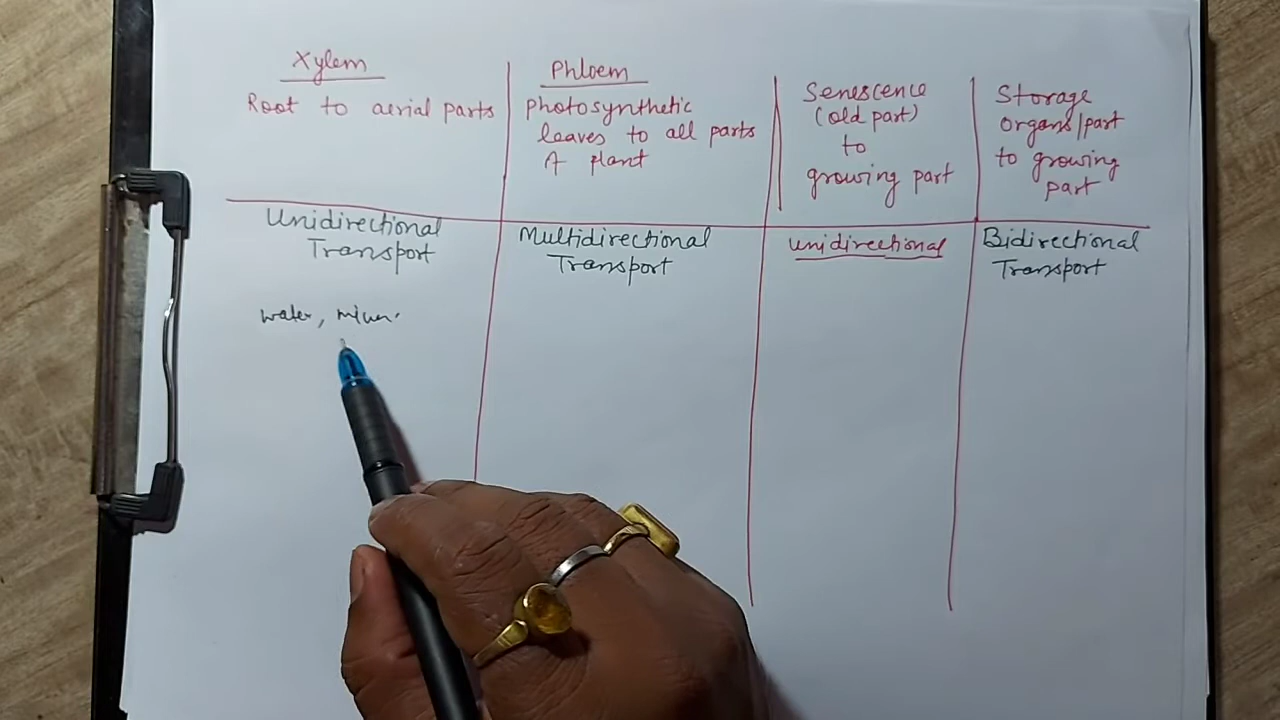 Xylem
Root to aerial parts
Phloem
Photosynthetic
leaves to all parts
of plant
Senescence
(old part)
to
growing part
Storage
organs/part
to growing
part
Unidirectional
Transport
Multidirectional
Transport
Unidirectional
Bidirectional
Transport
water,